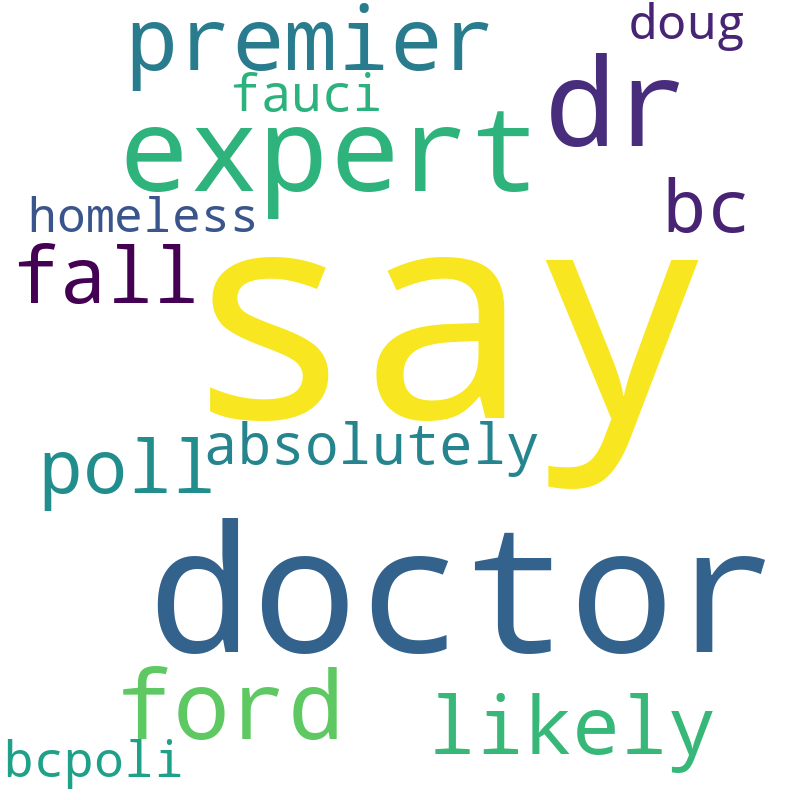 premier
doug
fauci
dr
expert
bc
homeless
fall
say
absolutely
poll
doctor
ford
likely
bcpoli